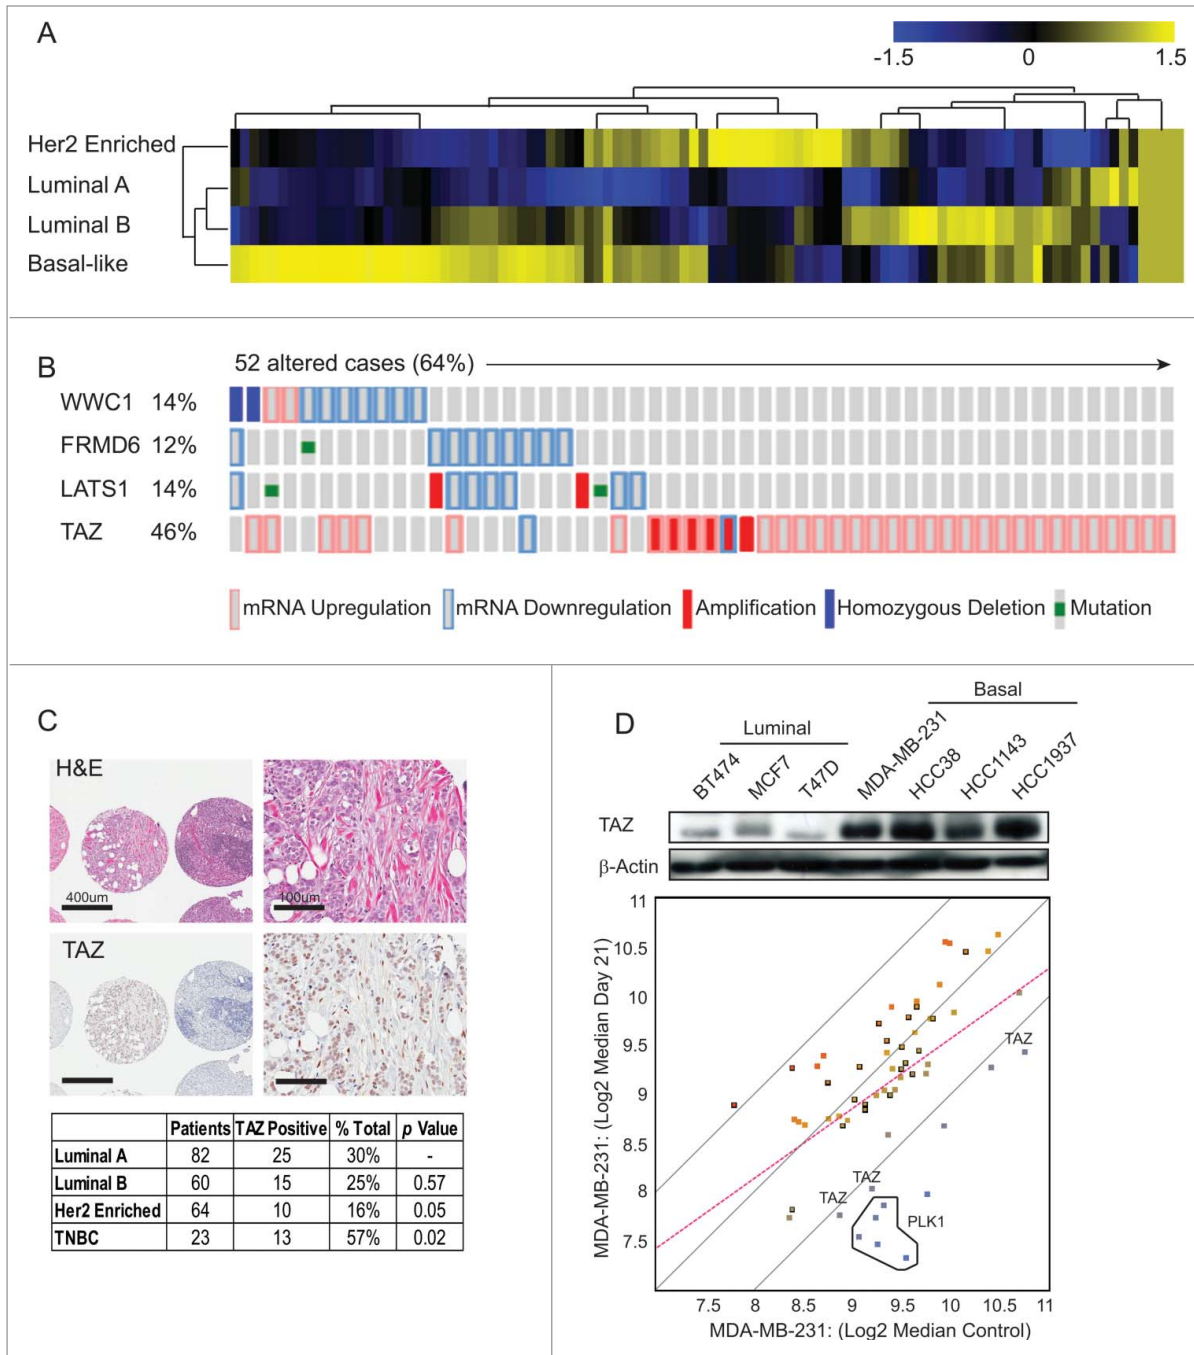 A
-1.5 0 1.5
Her2 Enriched
Luminal A
Luminal B
Basal-like
B
52 altered cases (64%)
WWC1 14%
FRMD6 12%
LATS1 14%
TAZ 46%
mRNA Upregulation mRNA Downregulation Amplification Homozygous Deletion Mutation
C
H&E
400um
100um
TAZ
Patients TAZ Positive % Total p Value
Luminal A 82 25 30% -
Luminal B 60 15 25% 0.57
Her2 Enriched 64 10 16% 0.05
TNBC 23 13 57% 0.02
D
Luminal
Basal
BT474
MCF7
T47D
MDA-MB-231
HCC38
HCC1143
HCC1937
TAZ
β-Actin
MDA-MB-231: (Log2 Median Day 21)
11
10.5
10
9.5
9
8.5
8
7.5
TAZ
TAZ
TAZ
PLK1
7.5 8 8.5 9 9.5 10 10.5 11
MDA-MB-231: (Log2 Median Control)